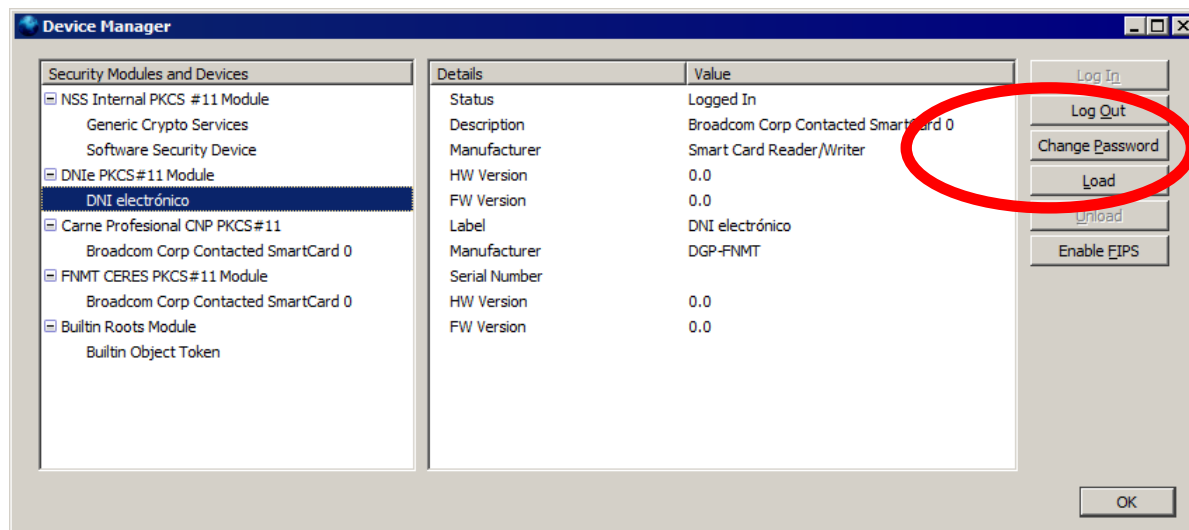 Device Manager
Security Modules and Devices
NSS Internal PKCS #11 Module
Generic Crypto Services
Software Security Device
DNIe PKCS#11 Module
DNI electrónico
Carne Profesional CNP PKCS#11
Broadcom Corp Contacted SmartCard 0
FNMT CERES PKCS#11 Module
Broadcom Corp Contacted SmartCard 0
Builtin Roots Module
Builtin Object Token
Details Value
Status Logged In
Description Broadcom Corp Contacted SmartCard 0
Manufacturer Smart Card Reader/Writer
HW Version 0.0
FW Version 0.0
Label DNI electrónico
Manufacturer DGP-FNMT
Serial Number
HW Version 0.0
FW Version 0.0
Log In
Log Out
Change Password
Load
Unload
Enable FIPS
OK